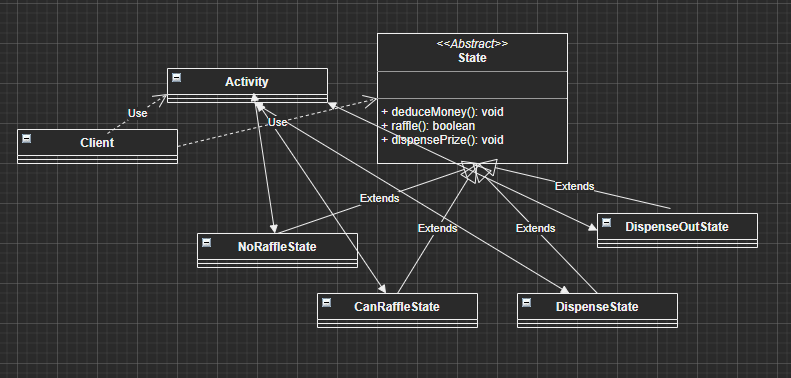 <<Abstract>>
State
Activity
+ deduceMoney(): void
+ raffle(): boolean
+ dispensePrize(): void
Use
Use
Client
Extends
Extends
Extends
Extends
DispenseOutState
NoRaffleState
CanRaffleState
DispenseState